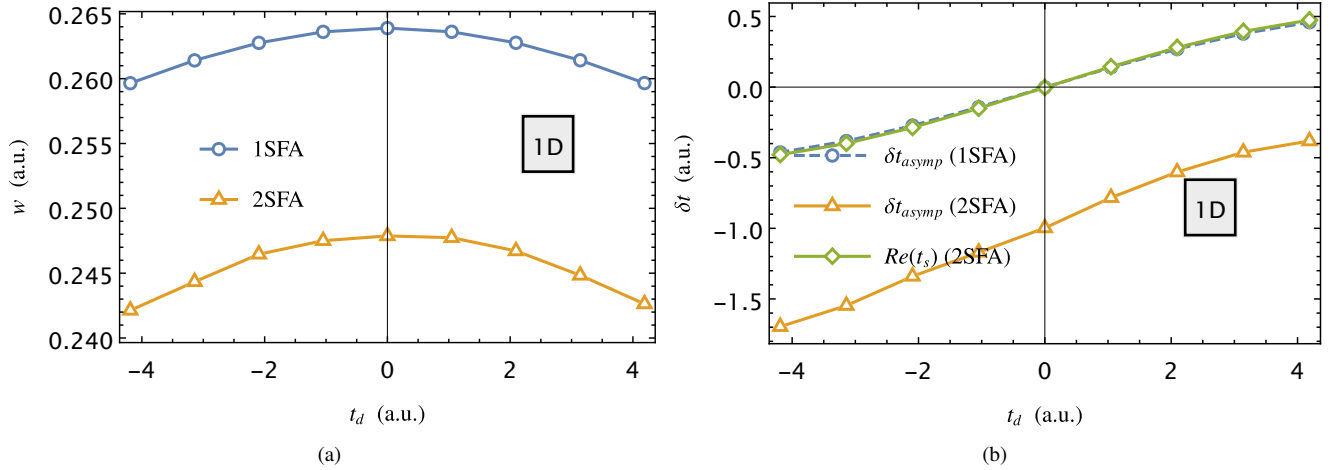 0.265
0.260
0.255
0.250
0.245
0.240
w (a.u.)
1SFA
2SFA
1D
-4
-2
0
2
4
t_d (a.u.)
(a)
0.5
0.0
-0.5
-1.0
-1.5
δt (a.u.)
δt_asymp (1SFA)
δt_asymp (2SFA)
Re(t_s) (2SFA)
1D
-4
-2
0
2
4
t_d (a.u.)
(b)